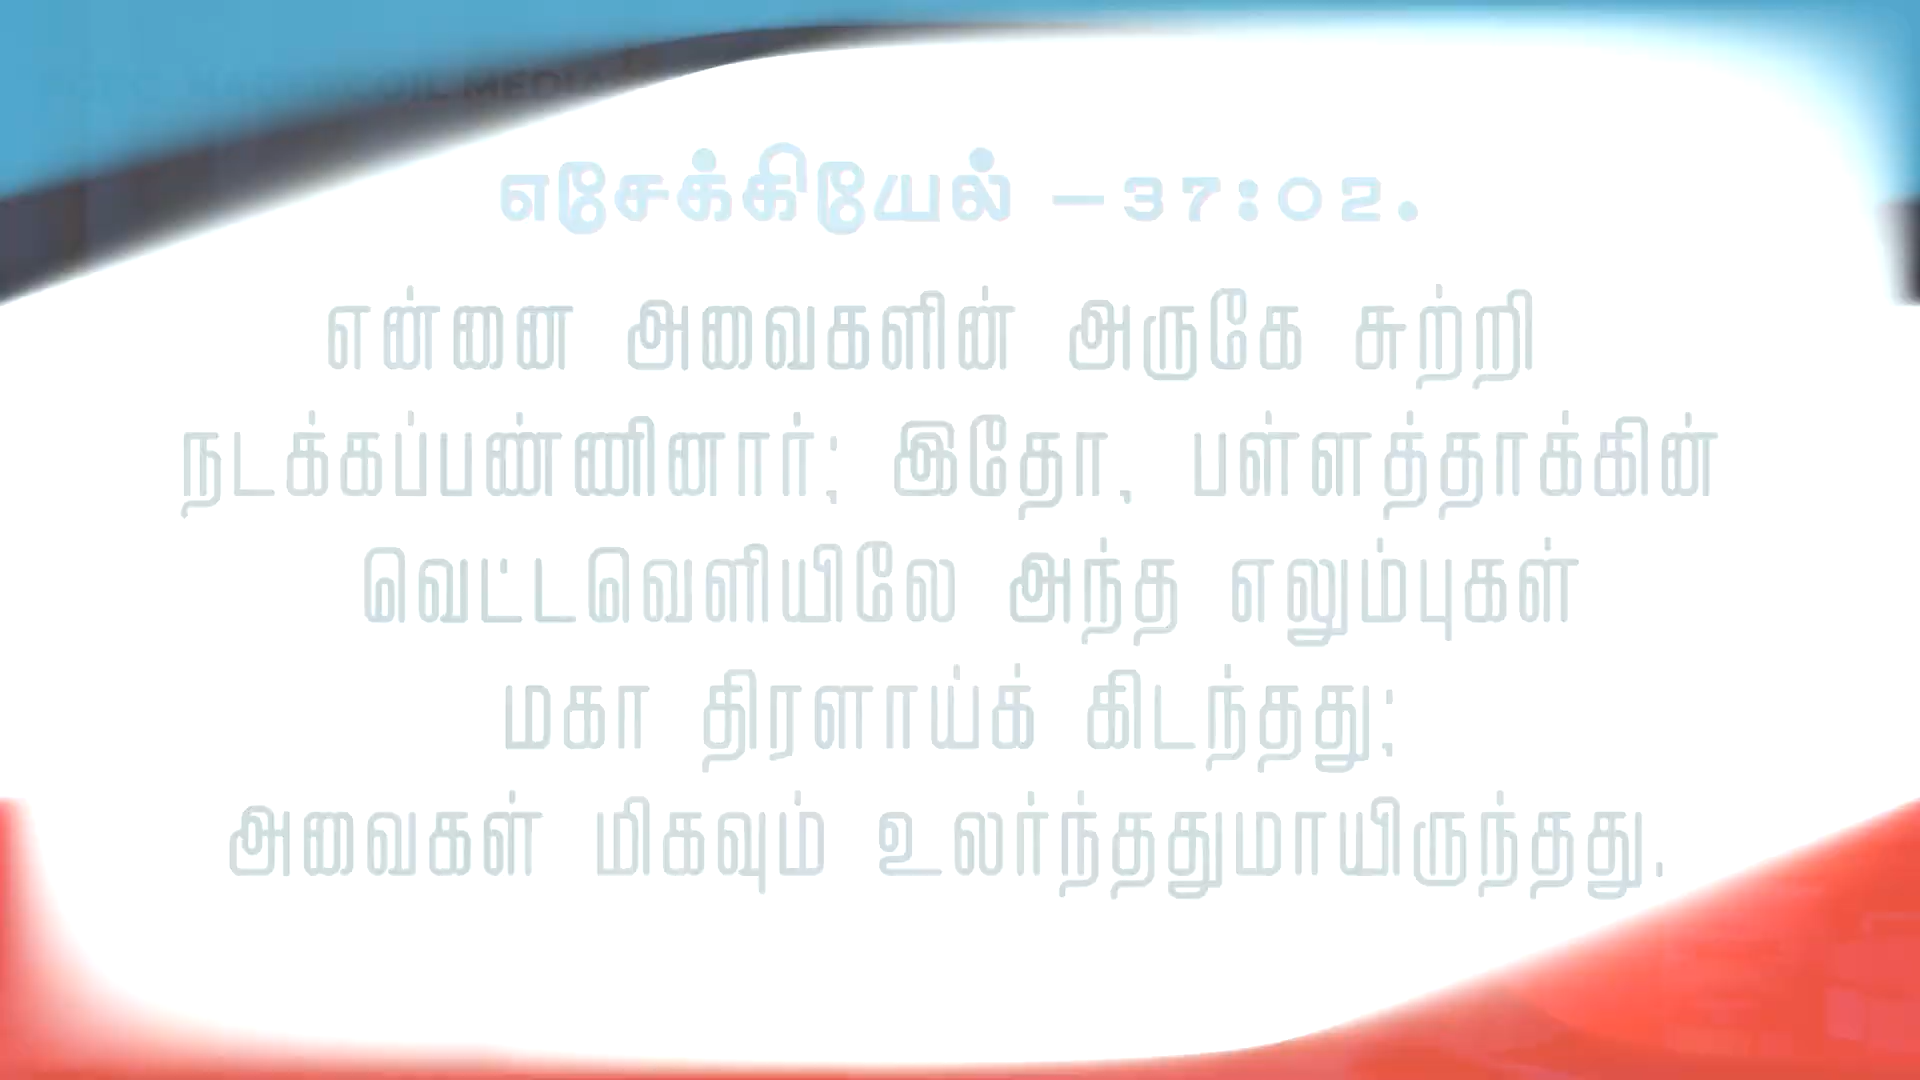 எசேக்கியேல் –37:02.
என்னை அவைகளின் அருகே சுற்றி
நடக்கப்பண்ணினார்; இதோ, பள்ளத்தாக்கின்
வெட்டவெளியிலே அந்த எலும்புகள்
மகா திரளாய்க் கிடந்தது;
அவைகள் மிகவும் உலர்ந்ததுமாயிருந்தது.